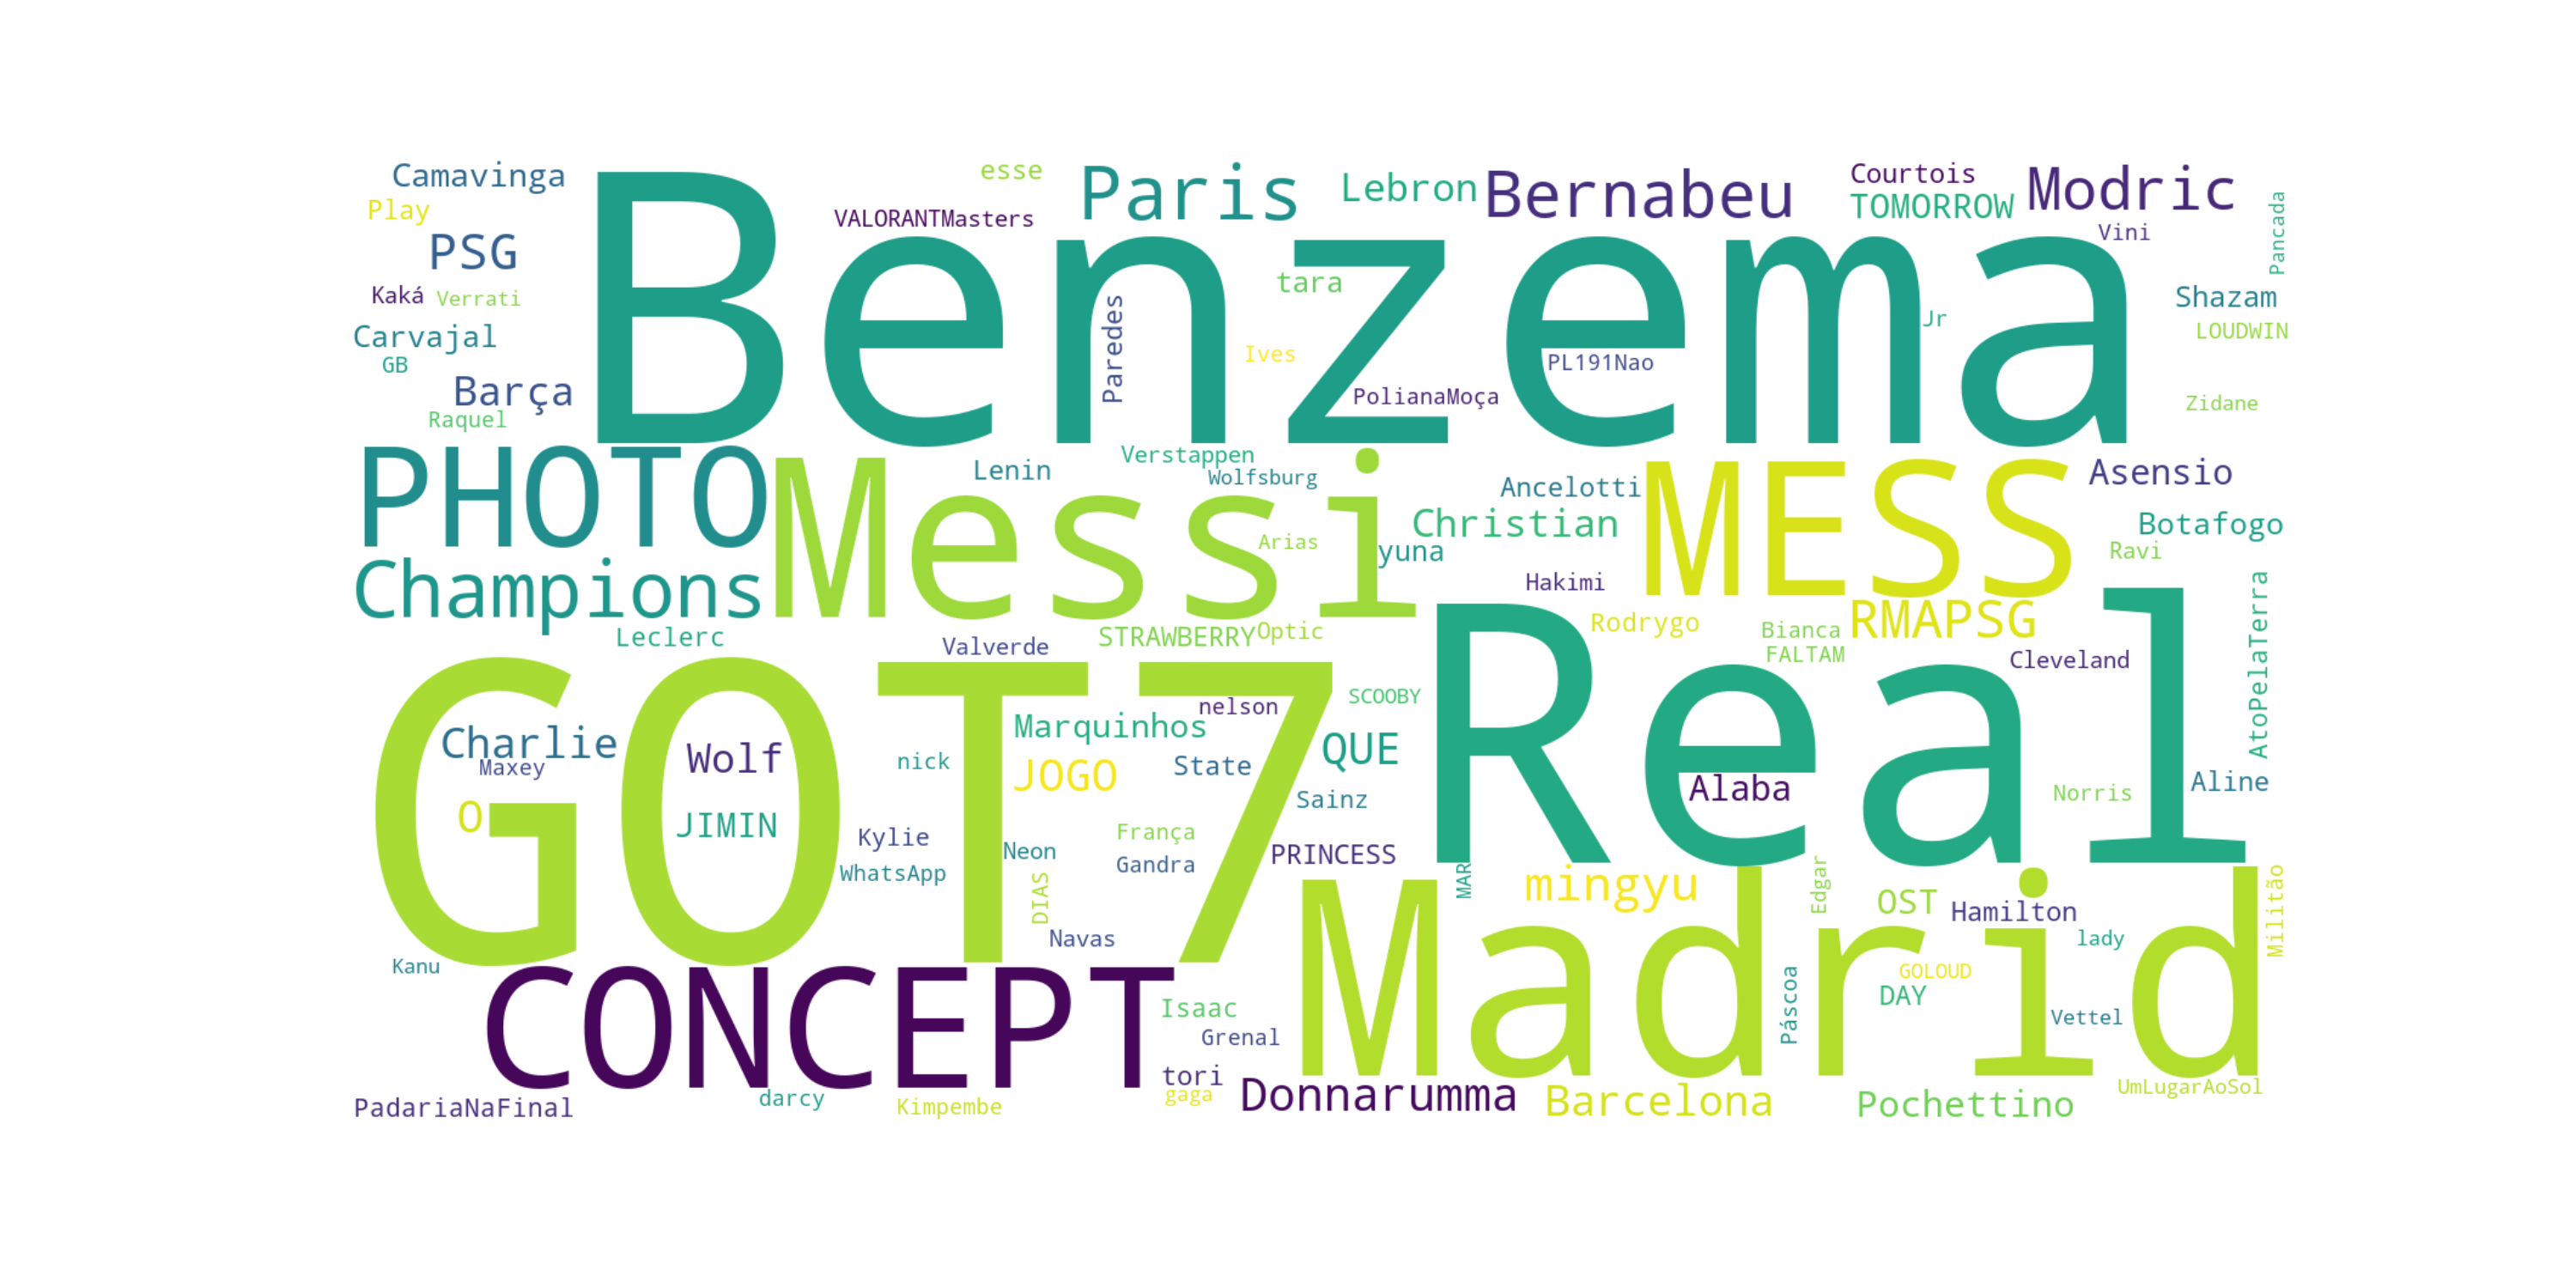 Camavinga
esse
Paris
Lebron
Bernabeu
Courtois
Modric
Play
VALORANTMasters
TOMORROW
Vini
Pancada
PSG
Benzema
tara
Kaká
Verrati
Paredes
Shazam
Carvajal
Ives
Jr
LOUDWIN
GB
PL191Nao
Barça
PolianaMoça
Zidane
Raquel
PHOTO
Messi
Lenin
Verstappen
Wolfsburg
Ancelotti
MESS
Asensio
Christian
Botafogo
Arias
yuna
Ravi
Champions
Hakimi
AtoPelaTerra
Leclerc
Valverde
STRAWBERRY
Optic
Rodrygo
Bianca
RMAPSG
FALTAM
Cleveland
GOT7
Real
nelson
SCOOBY
Charlie
Maxey
Wolf
nick
Marquinhos
JOGO
State
QUE
Alaba
Norris
Aline
O
JIMIN
Kylie
Sainz
França
WhatsApp
Neon
Gandra
PRINCESS
DIAS
MAR
mingyu
Edgar
OST
Hamilton
Militão
Navas
lady
Kanu
CONCEPT
Madrid
GOLOUD
DAY
Páscoa
Isaac
Vettel
Grenal
tori
gaga
PadariaNaFinal
darcy
Kimpembe
Donnarumma
Barcelona
Pochettino
UmLugarAoSol